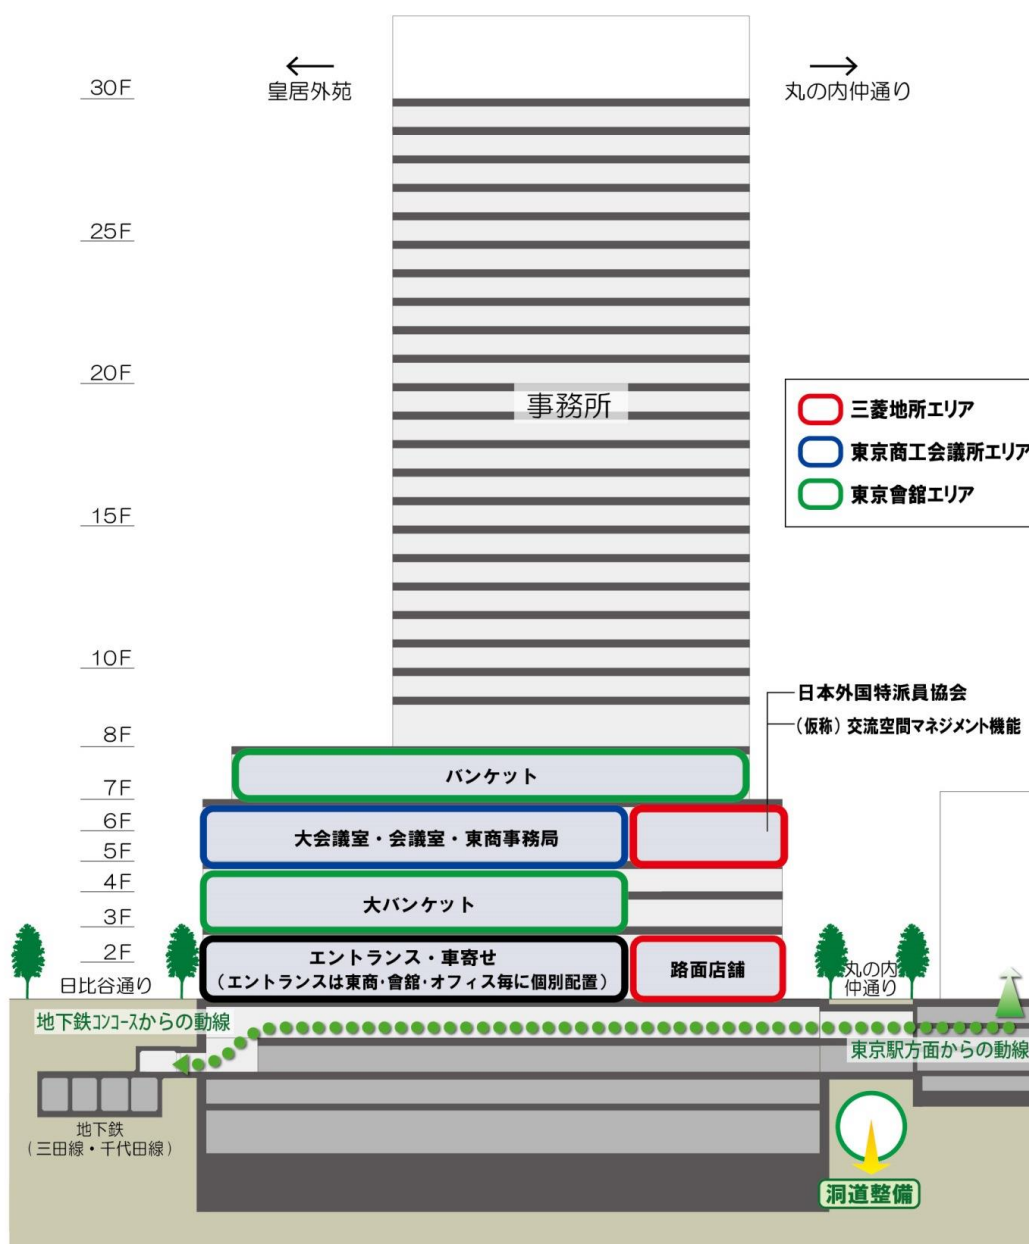 皇居外苑
丸の内仲通り
30F
25F
20F
事務所
三菱地所エリア
東京商工会議所エリア
東京會舘エリア
15F
10F
日本外国特派員協会
(仮称) 交流空間マネジメント機能
8F
バンケット
7F
6F
大会議室・会議室・東商事務局
5F
4F
大バンケット
3F
2F
エントランス・車寄せ
(エントランスは東商・會舘・オフィス毎に個別配置)
路面店舗
日比谷通り
丸の内
仲通り
地下鉄コンコースからの動線
東京駅方面からの動線
地下鉄
(三田線・千代田線)
洞道整備